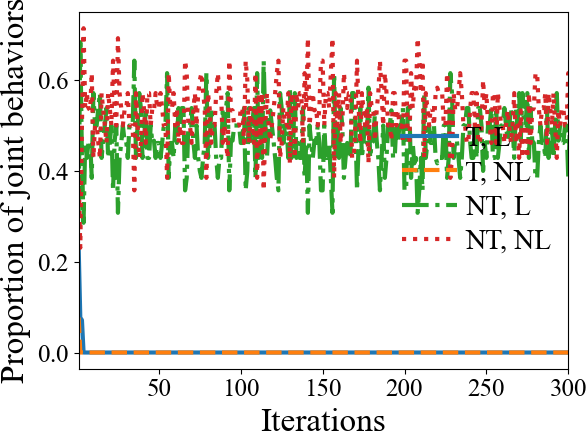 Proportion of joint behaviors
0.6
0.4
0.2
0.0
T, L
T, NL
NT, L
NT, NL
50
100
150
200
250
300
Iterations